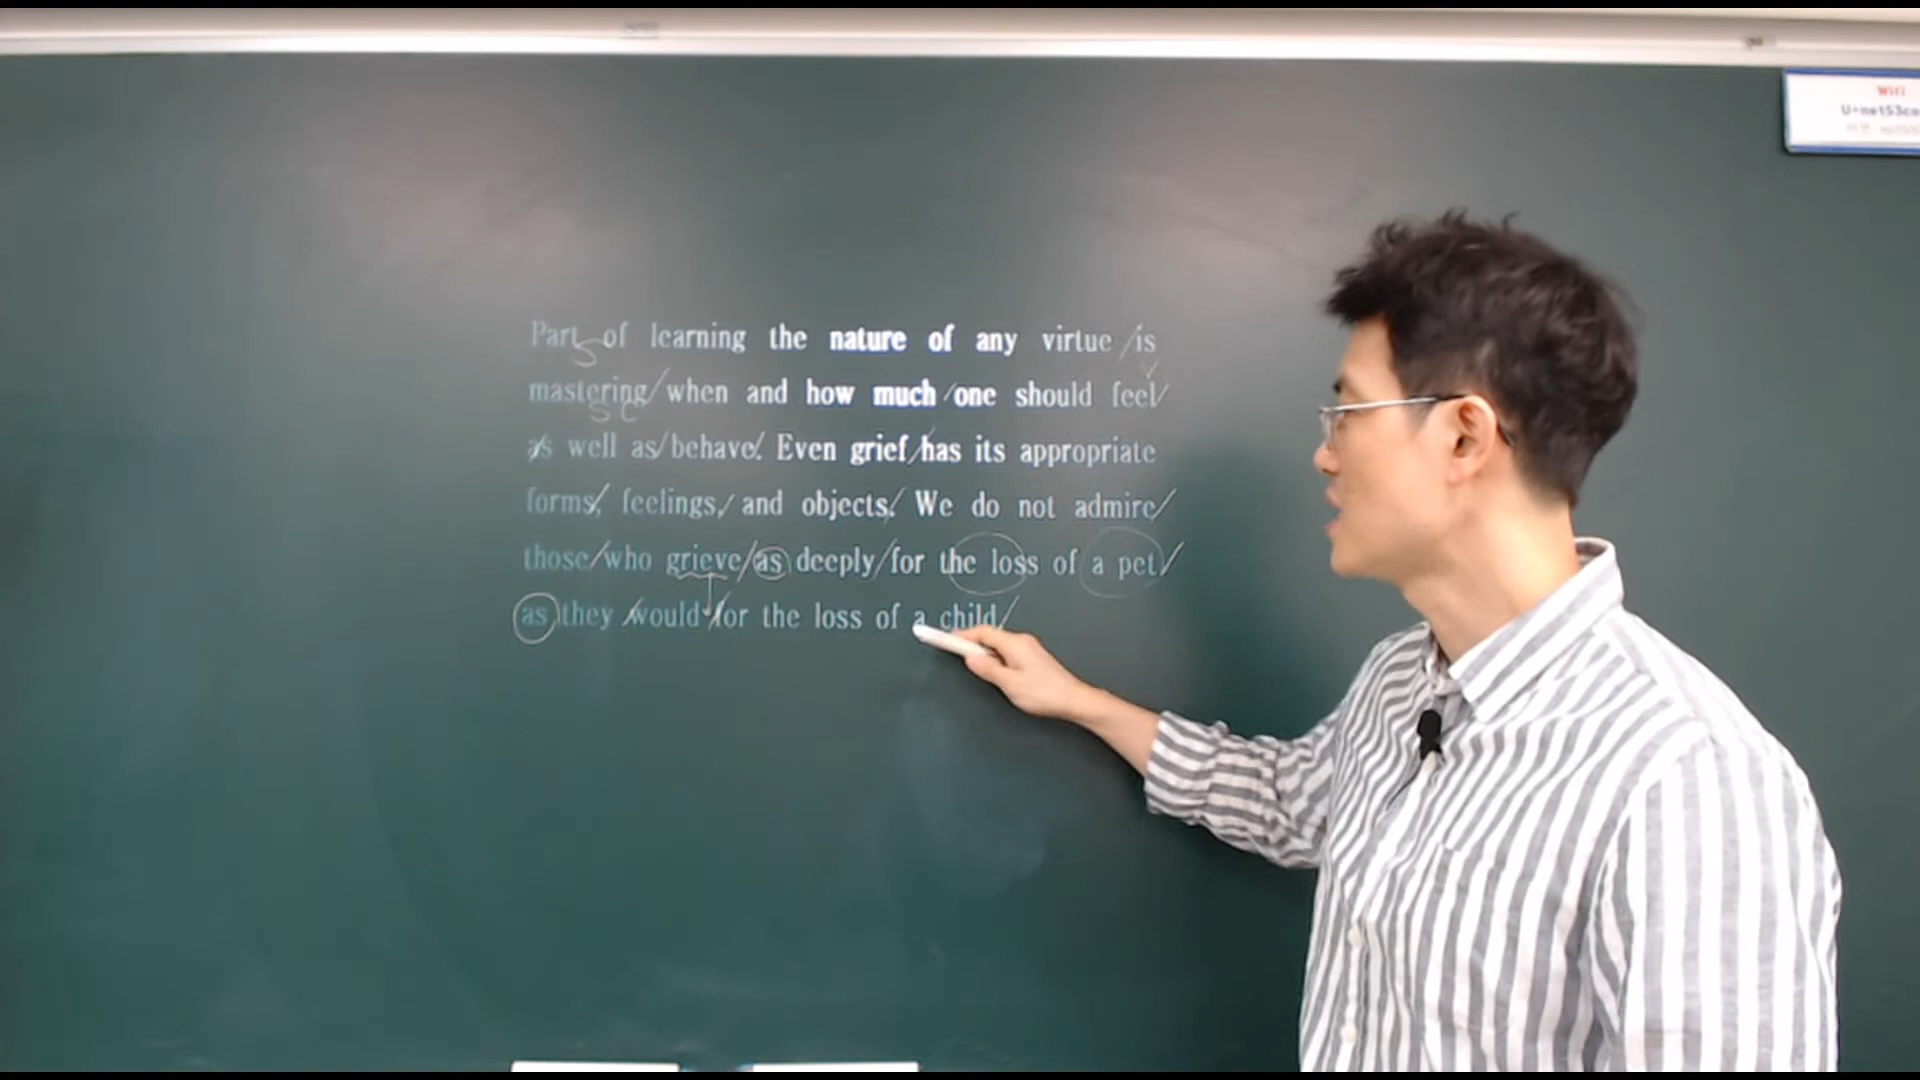 Part of learning the nature of any virtue is
mastering when and how much one should feel
as well as behave. Even grief has its appropriate
forms, feelings, and objects. We do not admire
those who grieve as deeply for the loss of a pet
as they would for the loss of a child
S
V
SC
Wifi